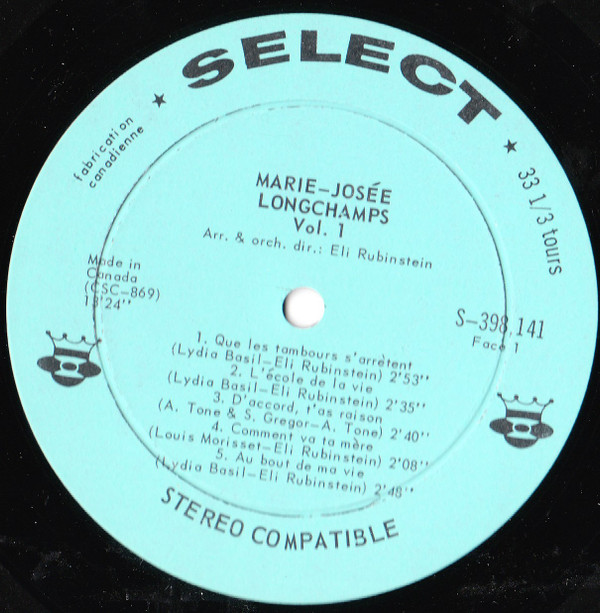 ★ SELECT ★
fabrication
canadienne
33 1/3 tours
MARIE-JOSÉE
LONGCHAMPS
Vol. 1
Arr. & orch. dir.: Eli Rubinstein
Made in
Canada
(CSC-869)
13'24''
S-398,141
Face 1
1. Que les tambours s'arrêtent
(Lydia Basil-Eli Rubinstein) 2'53''
2. L'école de la vie
(Lydia Basil-Eli Rubinstein) 2'35''
3. D'accord, t'as raison
(A. Tone & S. Gregor-A. Tone) 2'40''
4. Comment va ta mère
(Louis Morisset-Eli Rubinstein) 2'08''
5. Au bout de ma vie
(Lydia Basil-Eli Rubinstein) 2'48''
STEREO COMPATIBLE